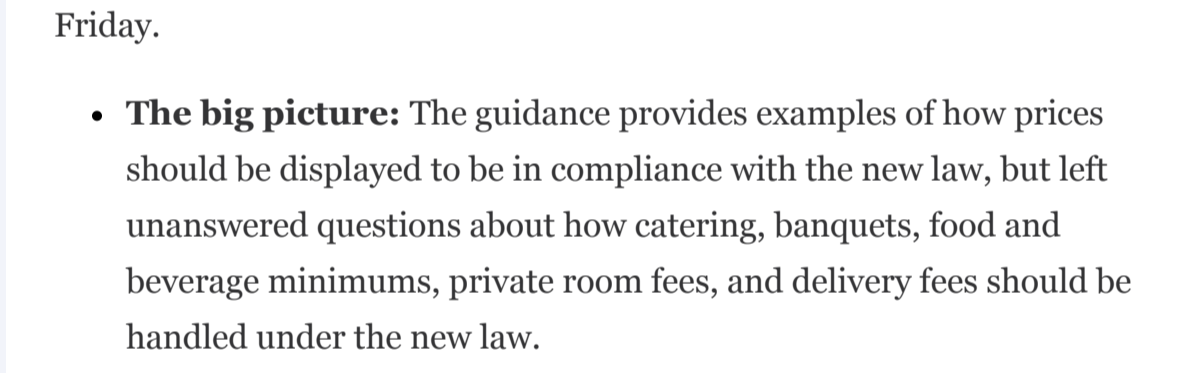 Friday.
• The big picture: The guidance provides examples of how prices
should be displayed to be in compliance with the new law, but left
unanswered questions about how catering, banquets, food and
beverage minimums, private room fees, and delivery fees should be
handled under the new law.